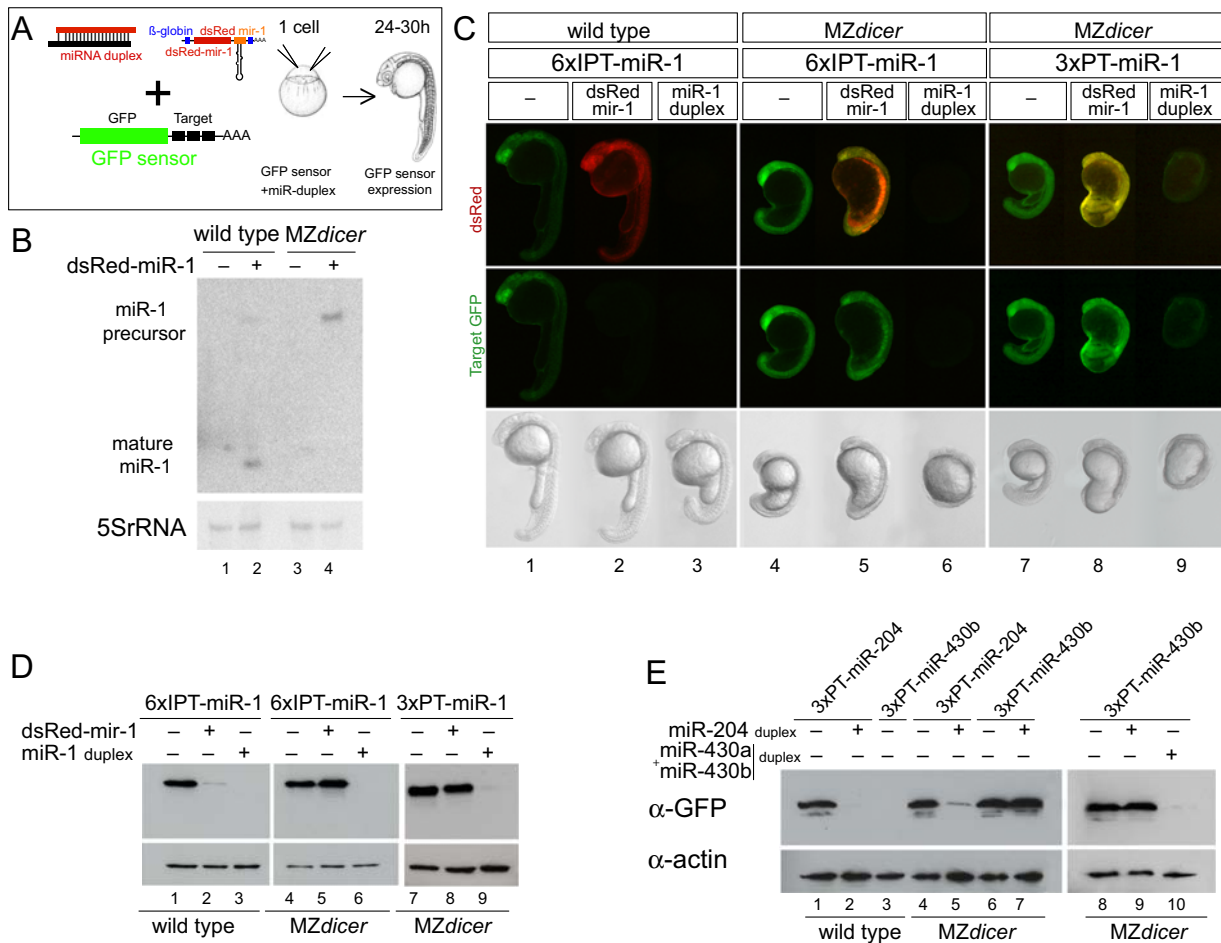 A
miRNA duplex
ß-globin dsRed mir-1 AAA
dsRed-mir-1
1 cell
24-30h
+
GFP Target
AAA
GFP sensor
GFP sensor
+miR-duplex
GFP sensor
expression
B
wild type MZdicer
dsRed-miR-1 – + – +
miR-1
precursor
mature
miR-1
5SrRNA
1 2 3 4
C
wild type MZdicer MZdicer
6xIPT-miR-1 6xIPT-miR-1 3xPT-miR-1
– dsRed mir-1 miR-1 duplex – dsRed mir-1 miR-1 duplex – dsRed mir-1 miR-1 duplex
dsRed
Target GFP
1 2 3 4 5 6 7 8 9
D
6xIPT-miR-1 6xIPT-miR-1 3xPT-miR-1
dsRed-mir-1 – + – – + – – + –
miR-1 duplex – – + – – + – – +
1 2 3 4 5 6 7 8 9
wild type MZdicer MZdicer
E
3xPT-miR-204 3xPT-miR-430b 3xPT-miR-204 3xPT-miR-430b 3xPT-miR-430b
miR-204 duplex – + – – + – + – + –
miR-430a
+miR-430b duplex – – – – – – – – – +
α-GFP
α-actin
1 2 3 4 5 6 7 8 9 10
wild type MZdicer MZdicer